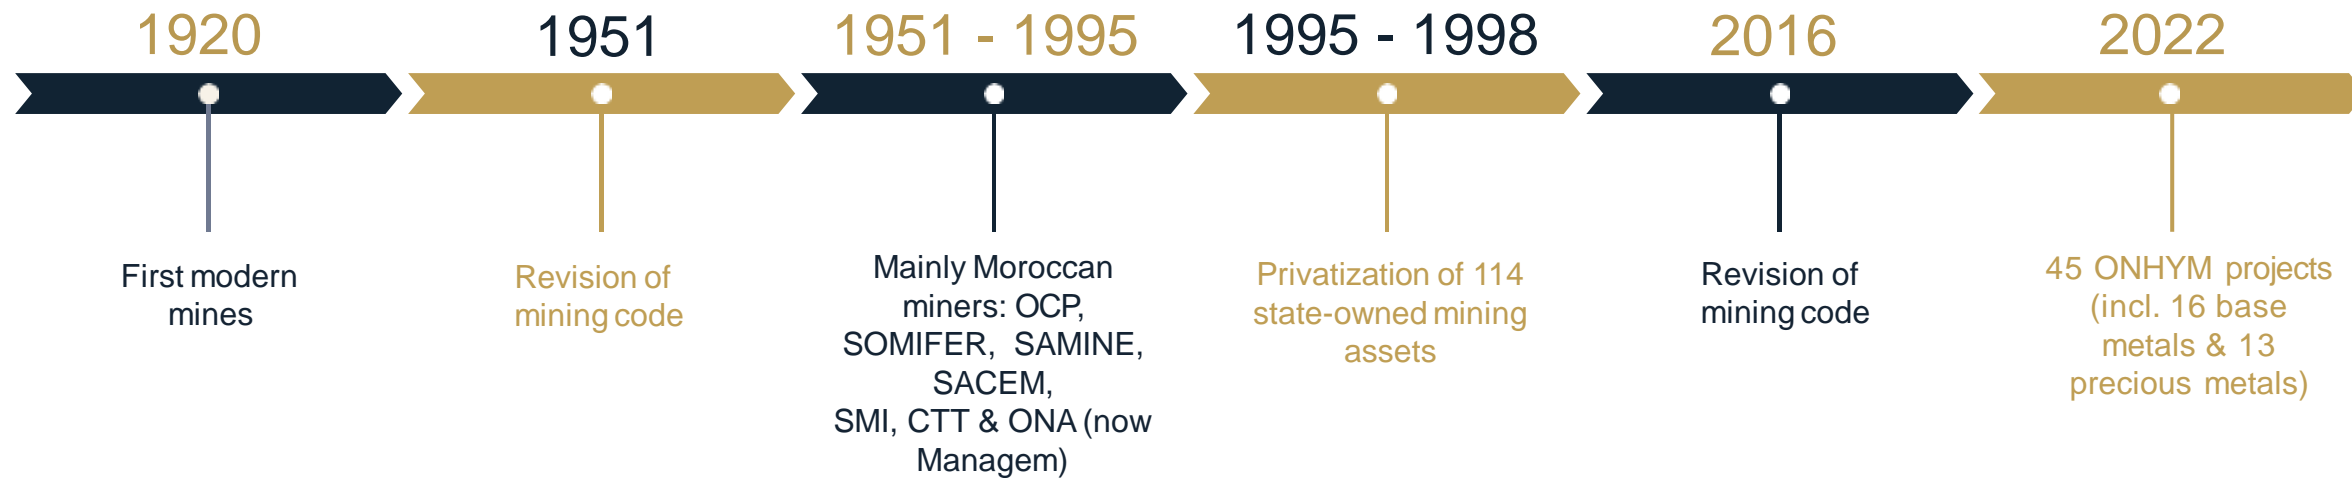 1920
First modern
mines
1951
Revision of
mining code
1951 - 1995
Mainly Moroccan
miners: OCP,
SOMIFER, SAMINE,
SACEM,
SMI, CTT & ONA (now
Managem)
1995 - 1998
Privatization of 114
state-owned mining
assets
2016
Revision of
mining code
2022
45 ONHYM projects
(incl. 16 base
metals & 13
precious metals)